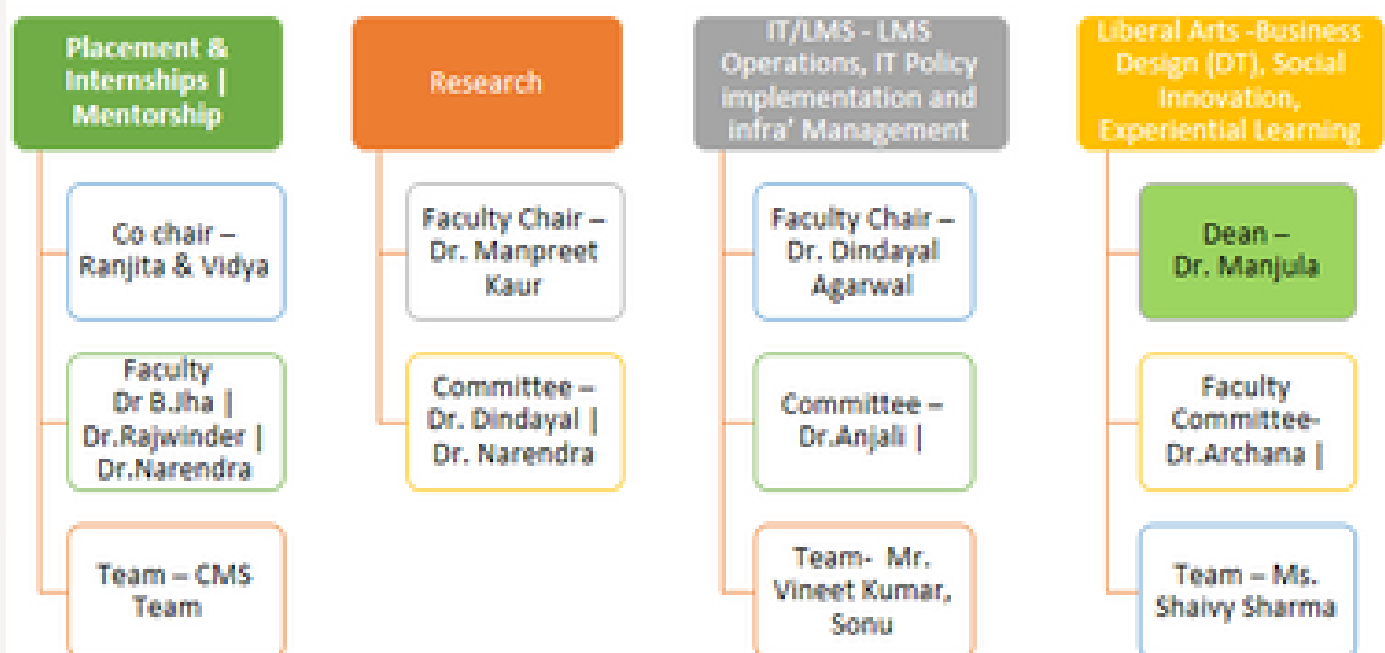 Placement &
Internships |
Mentorship
Co chair –
Ranjita & Vidya
Faculty
Dr B.Jha |
Dr.Rajwinder |
Dr.Narendra
Team – CMS
Team
Research
Faculty Chair –
Dr. Manpreet
Kaur
Committee –
Dr. Dindayal |
Dr. Narendra
IT/LMS - LMS
Operations, IT Policy
implementation and
infra' Management
Faculty Chair –
Dr. Dindayal
Agarwal
Committee –
Dr.Anjali |
Team- Mr.
Vineet Kumar,
Sonu
Liberal Arts -Business
Design (DT), Social
Innovation,
Experiential Learning
Dean –
Dr. Manjula
Faculty
Committee-
Dr.Archana |
Team – Ms.
Shaivy Sharma